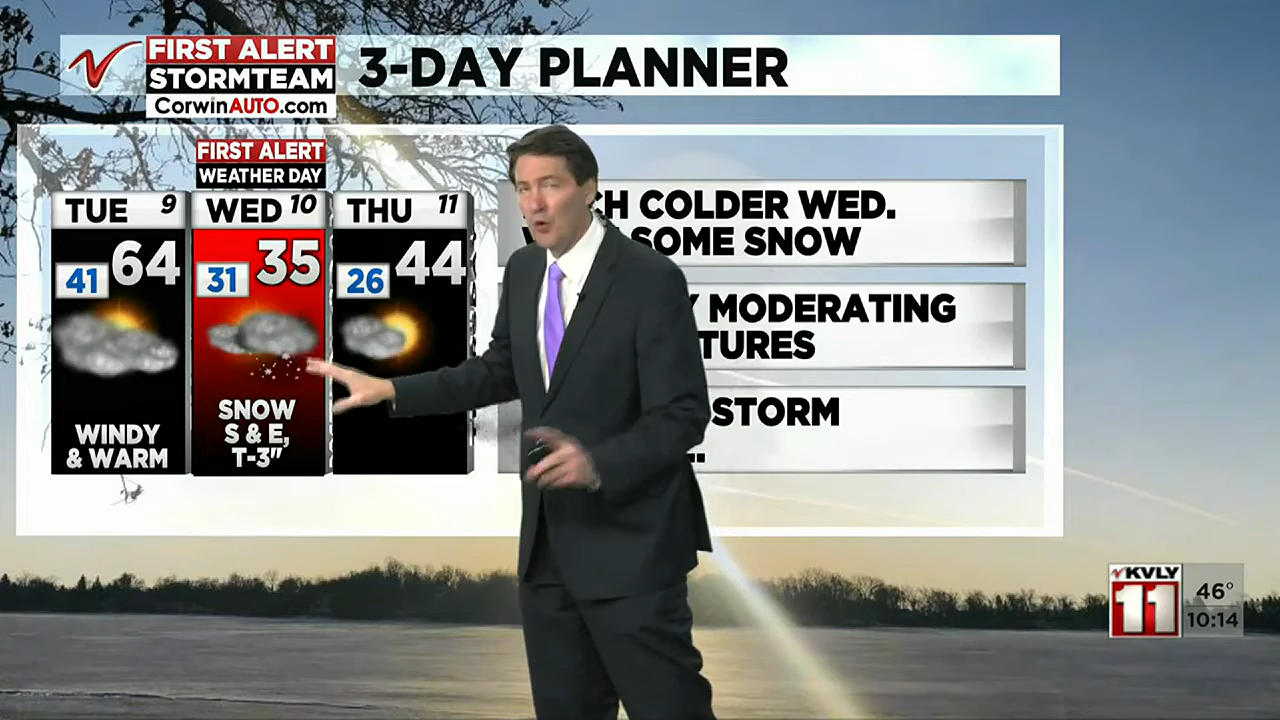 FIRST ALERT
STORMTEAM
CorwinAUTO.com
3-DAY PLANNER
FIRST ALERT
WEATHER DAY
TUE 9
41 64
WINDY
& WARM
WED 10
31 35
SNOW
S & E,
T-3"
THU 11
26 44
COLDER WED.
SOME SNOW
MODERATING
STORM
KVLY
11
46°
10:14